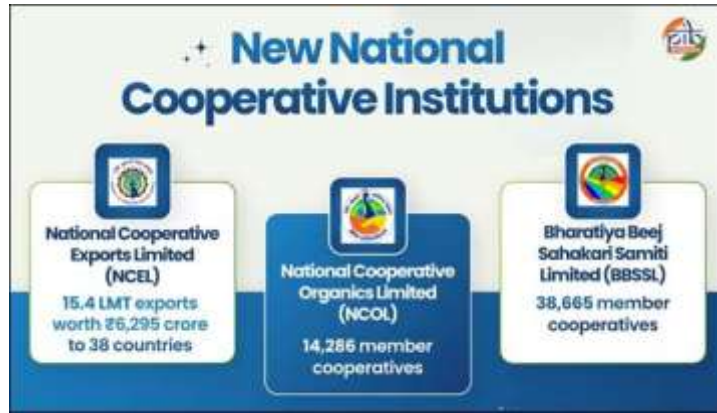 New National
Cooperative Institutions
pib
National Cooperative
Exports Limited
(NCEL)
15.4 LMT exports
worth ₹6,295 crore
to 38 countries
National Cooperative
Organics Limited
(NCOL)
14,286 member
cooperatives
Bharatiya Beej
Sahakari Samiti
Limited (BBSSL)
38,665 member
cooperatives